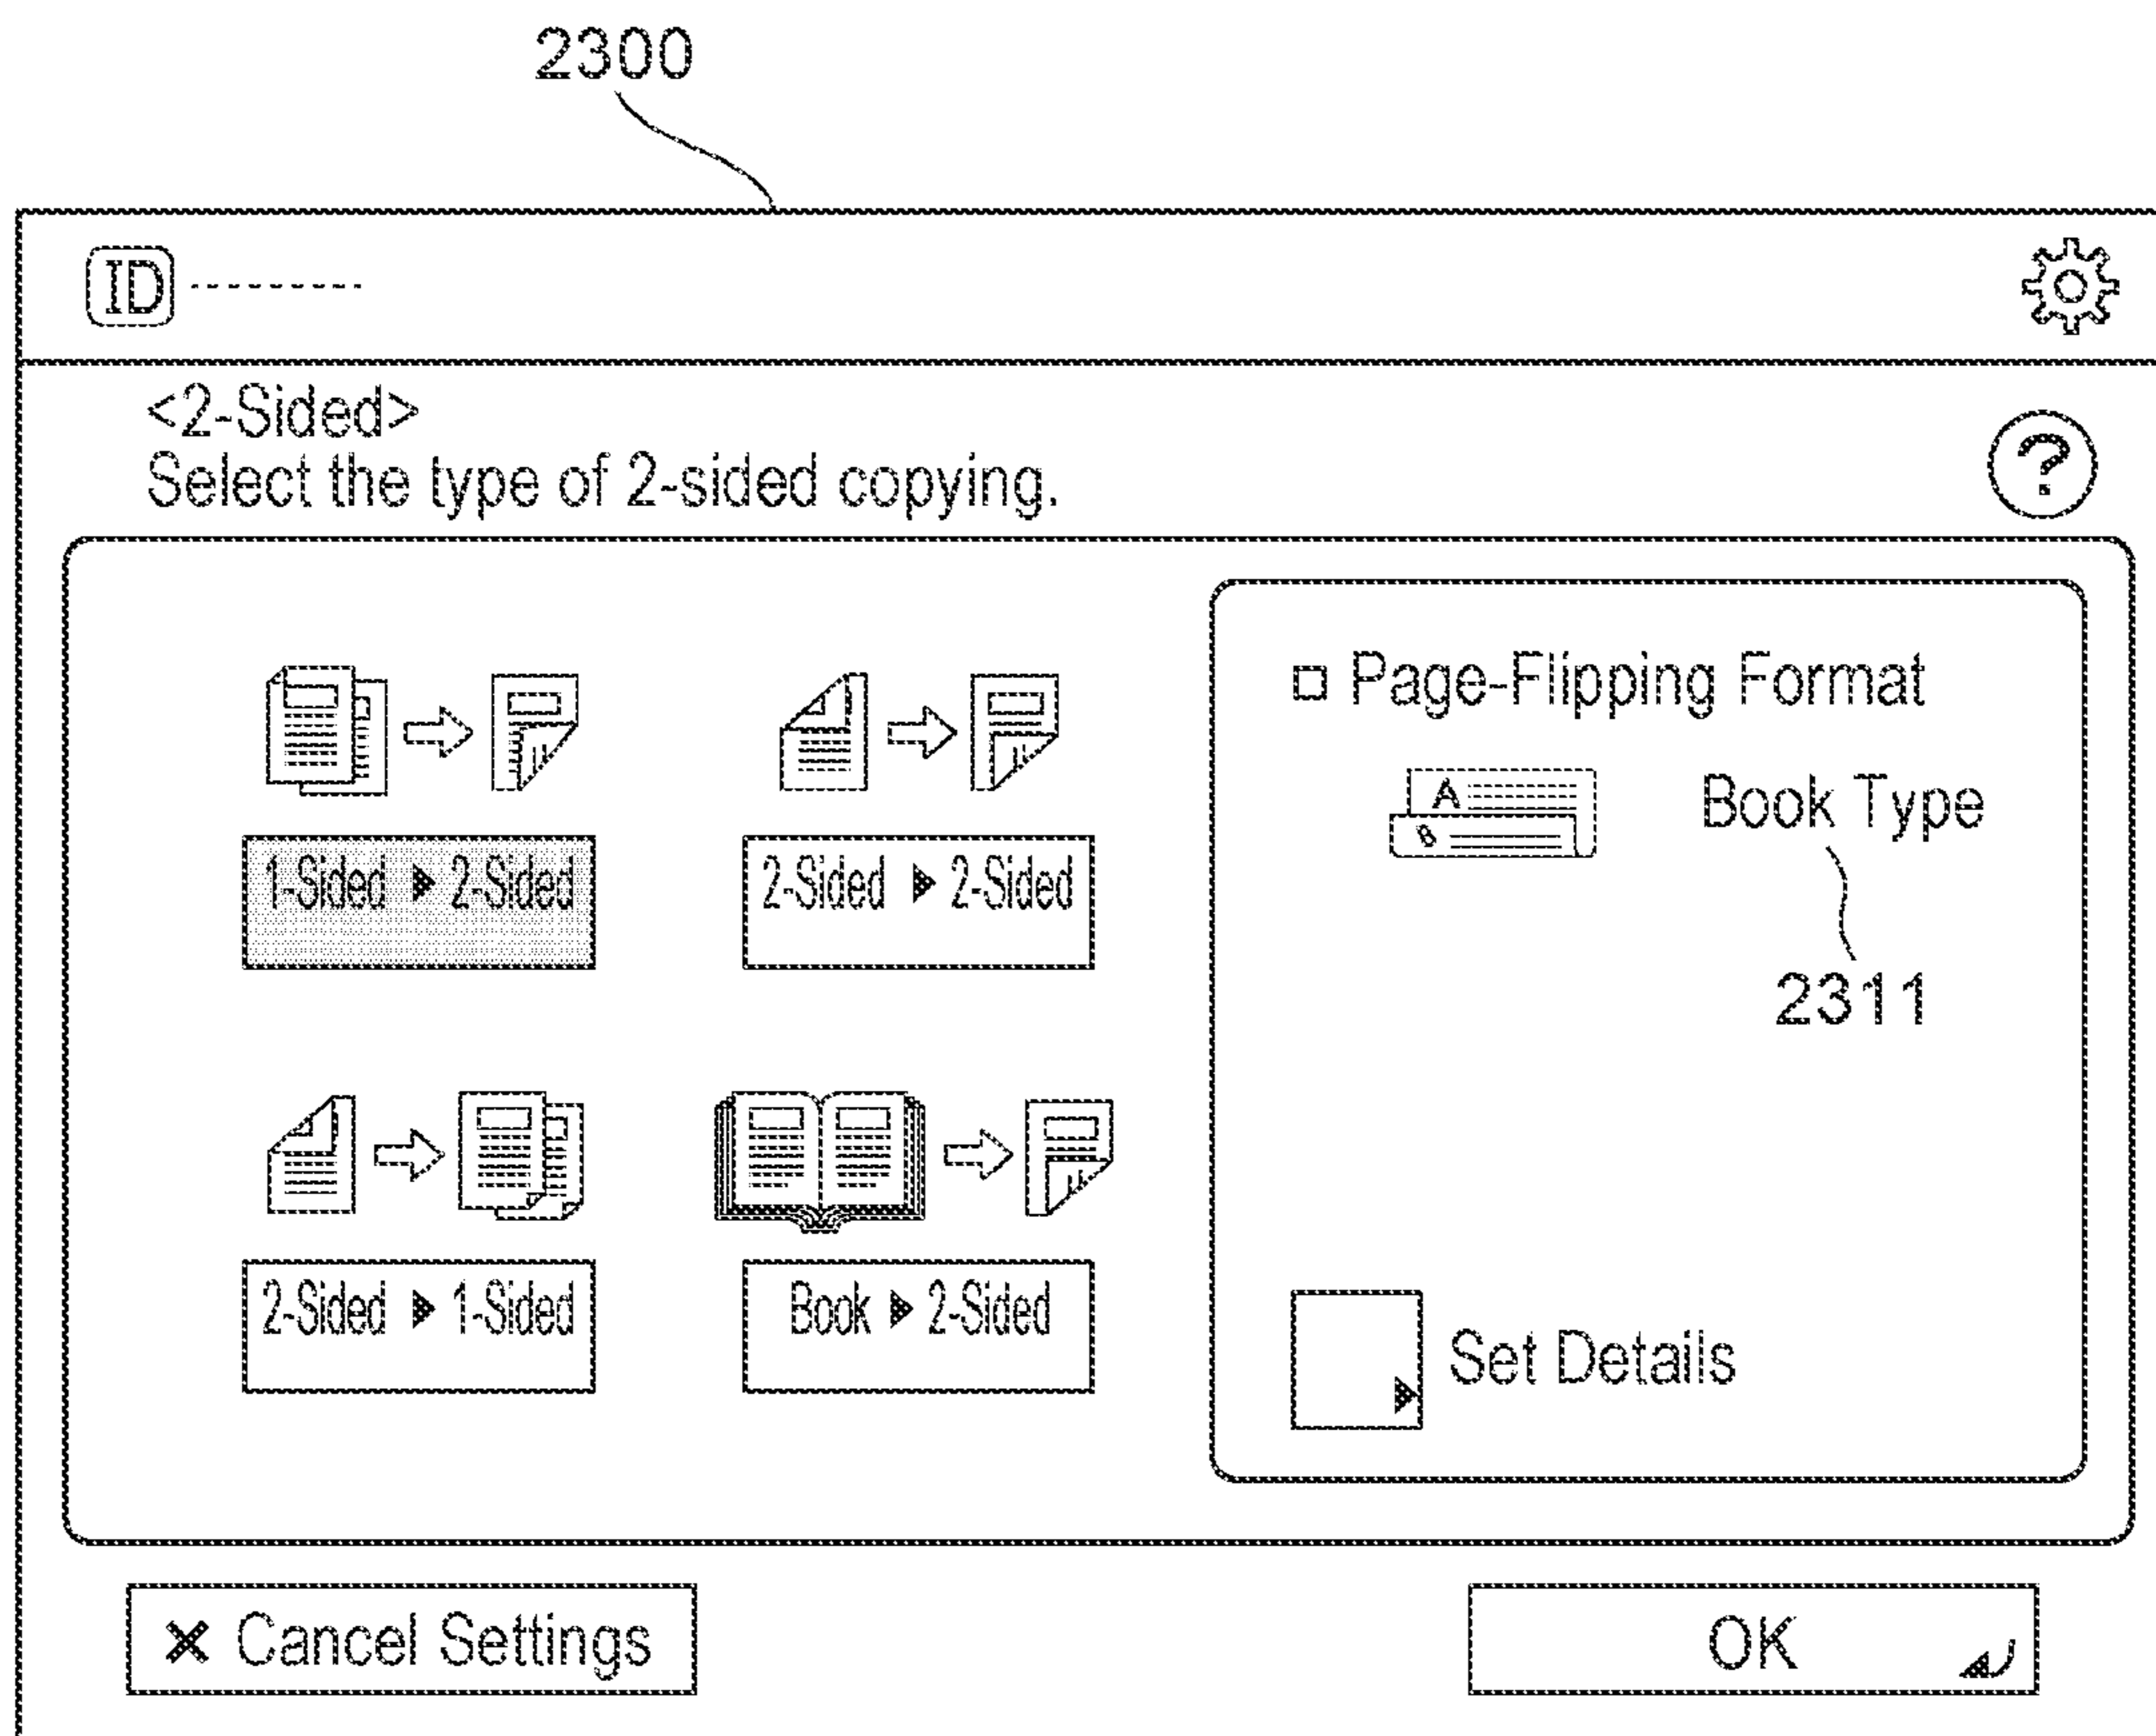 2300
ID ---------
<2-Sided>
Select the type of 2-sided copying.
?
1-Sided ▶ 2-Sided
2-Sided ▶ 2-Sided
2-Sided ▶ 1-Sided
Book ▶ 2-Sided
□ Page-Flipping Format
A
B
Book Type
2311
Set Details
× Cancel Settings
OK